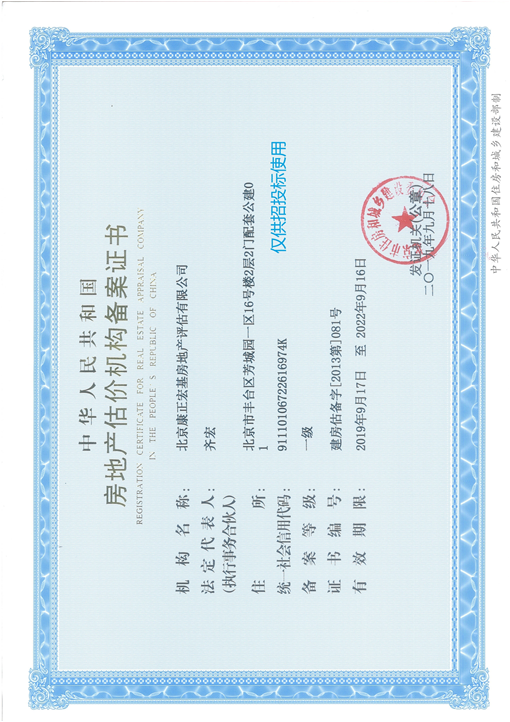 中华人民共和国
房地产估价机构备案证书
REGISTRATION CERTIFICATE FOR REAL ESTATE APPRAISAL COMPANY
IN THE PEOPLE'S REPUBLIC OF CHINA
机构名称：北京康正宏基房地产评估有限公司
法定代表人：齐宏
(执行事务合伙人)
住所：北京市丰台区芳城园一区16号楼2层2门配套公建0
1
统一社会信用代码：91110106722616974K
备案等级：一级
证书编号：建房估备字[2013第]081号
有效期限：2019年9月17日 至 2022年9月16日
仅供招投标使用
发证机关(公章)
二〇一九年九月十八日
中华人民共和国住房和城乡建设部制